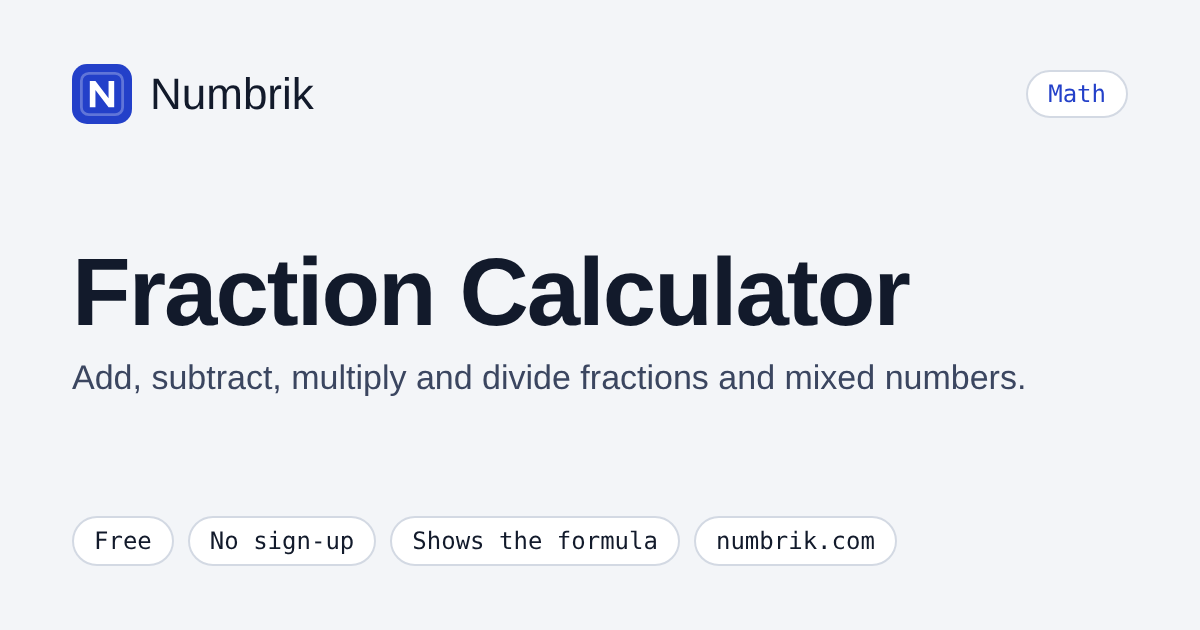 N Numbrik
Math
Fraction Calculator
Add, subtract, multiply and divide fractions and mixed numbers.
Free
No sign-up
Shows the formula
numbrik.com